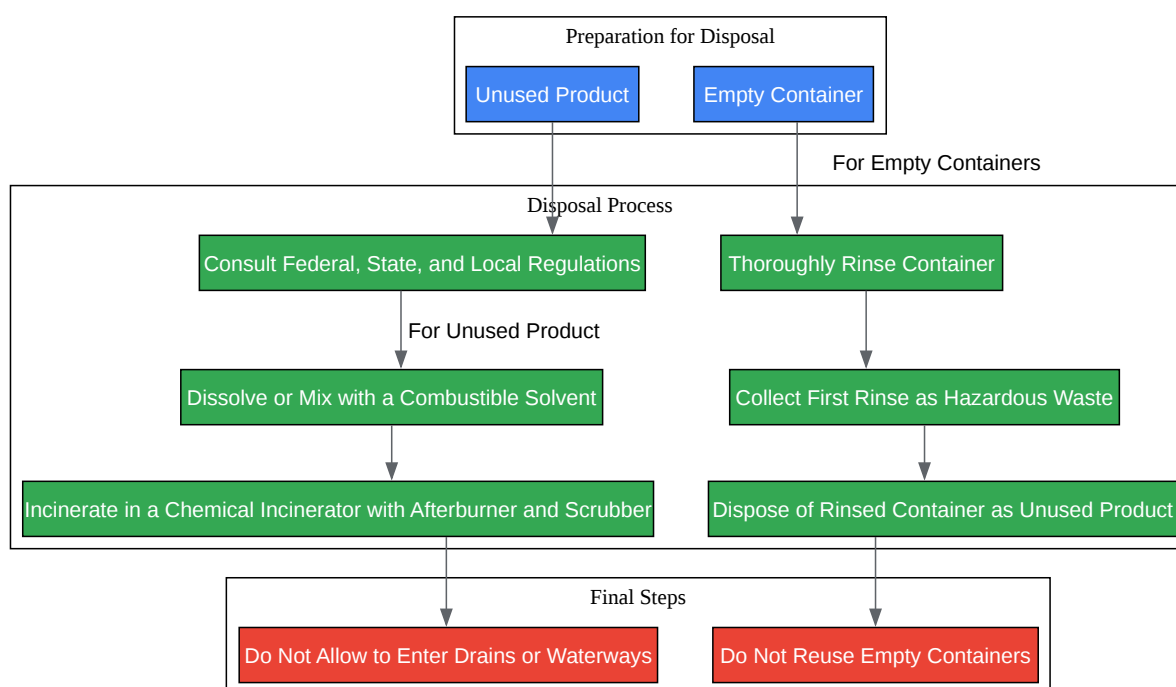 Preparation for Disposal
Unused Product
Empty Container
For Empty Containers
Disposal Process
Consult Federal, State, and Local Regulations
Thoroughly Rinse Container
For Unused Product
Dissolve or Mix with a Combustible Solvent
Collect First Rinse as Hazardous Waste
Incinerate in a Chemical Incinerator with Afterburner and Scrubber
Dispose of Rinsed Container as Unused Product
Final Steps
Do Not Allow to Enter Drains or Waterways
Do Not Reuse Empty Containers